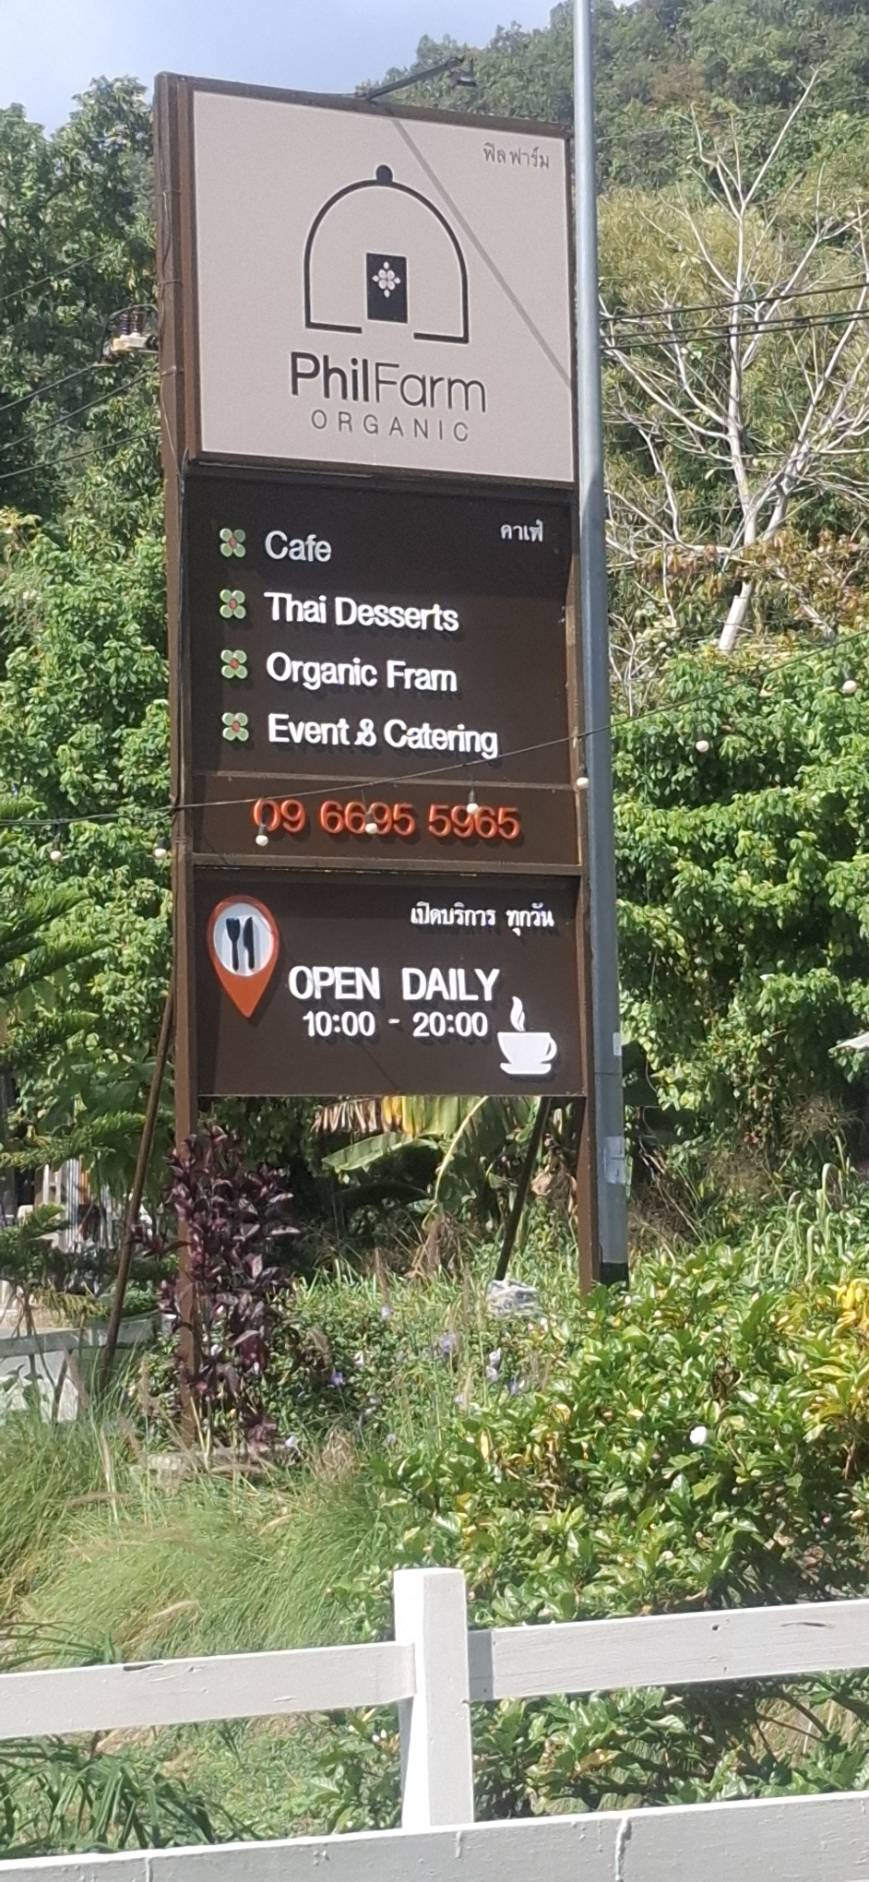 ฟิลฟาร์ม
PhilFarm
ORGANIC
คาเฟ่
Cafe
Thai Desserts
Organic Fram
Event & Catering
09 6695 5965
เปิดบริการ ทุกวัน
OPEN DAILY
10:00 - 20:00